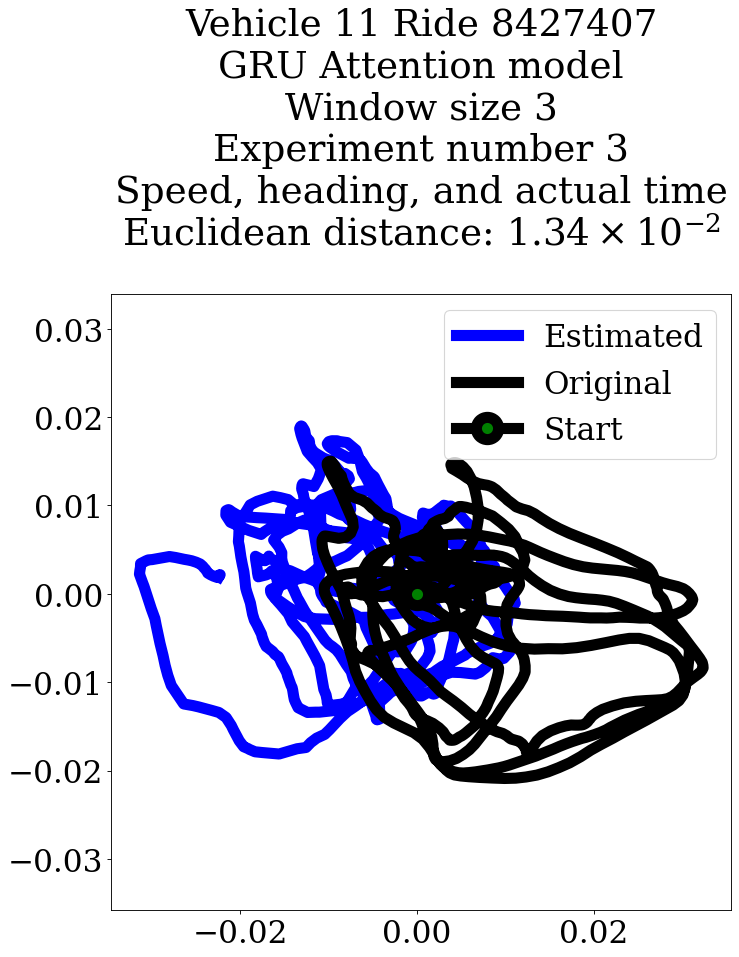 Vehicle 11 Ride 8427407
GRU Attention model
Window size 3
Experiment number 3
Speed, heading, and actual time
Euclidean distance: 1.34 × 10⁻²
Estimated
Original
Start
0.03
0.02
0.01
0.00
−0.01
−0.02
−0.03
−0.02
0.00
0.02